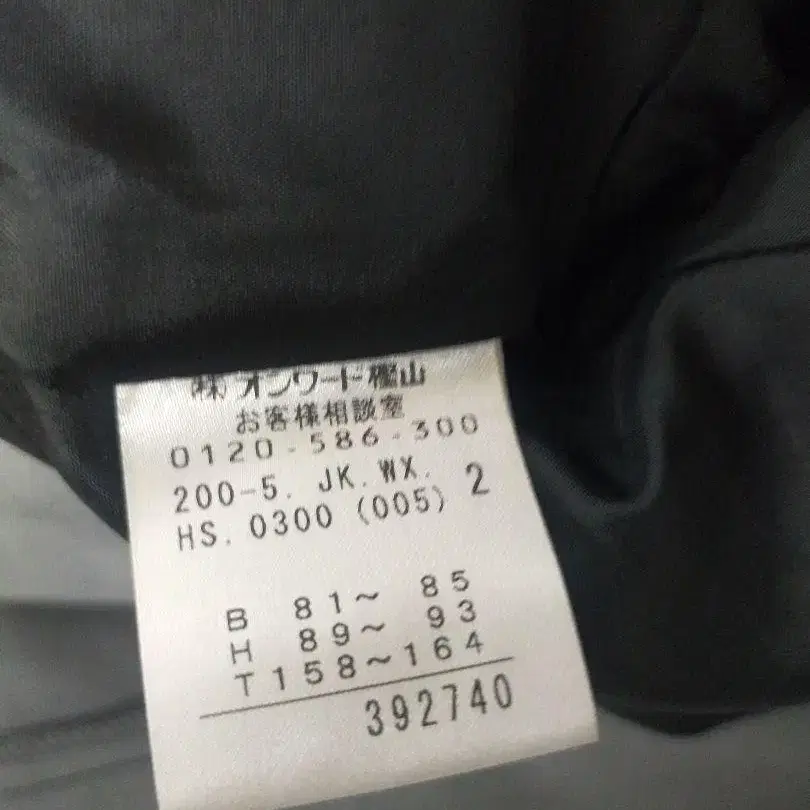 ㈱オンワード樫山
お客様相談室
0120-586-300
200-5. JK. WX.
HS. 0300 (005) 2
B 81~ 85
H 89~ 93
T158~164
392740